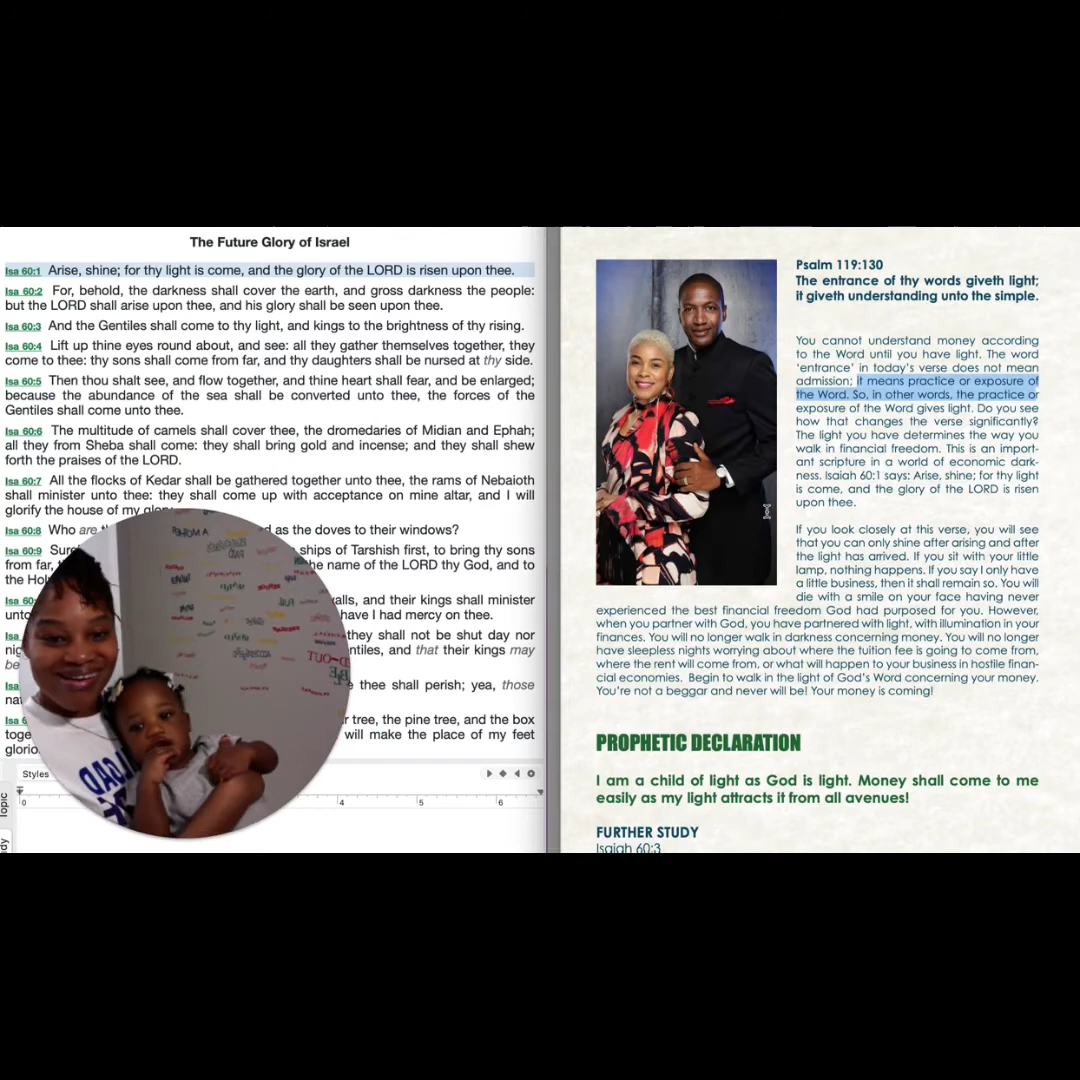 The Future Glory of Israel
Isa 60:1 Arise, shine; for thy light is come, and the glory of the LORD is risen upon thee.
Isa 60:2 For, behold, the darkness shall cover the earth, and gross darkness the people:
but the LORD shall arise upon thee, and his glory shall be seen upon thee.
Isa 60:3 And the Gentiles shall come to thy light, and kings to the brightness of thy rising.
Isa 60:4 Lift up thine eyes round about, and see: all they gather themselves together, they
come to thee: thy sons shall come from far, and thy daughters shall be nursed at thy side.
Isa 60:5 Then thou shalt see, and flow together, and thine heart shall fear, and be enlarged;
because the abundance of the sea shall be converted unto thee, the forces of the
Gentiles shall come unto thee.
Isa 60:6 The multitude of camels shall cover thee, the dromedaries of Midian and Ephah;
all they from Sheba shall come: they shall bring gold and incense; and they shall shew
forth the praises of the LORD.
Isa 60:7 All the flocks of Kedar shall be gathered together unto thee, the rams of Nebaioth
shall minister unto thee: they shall come up with acceptance on mine altar, and I will
glorify the house of my
Isa 60:8 Who are as the doves to their windows?
Isa 60:9 ships of Tarshish first, to bring thy sons
from far, the name of the LORD thy God, and to
the
Isa 60: and their kings shall minister
have I had mercy on thee.
Isa they shall not be shut day nor
and that their kings may
be
Isa thee shall perish; yea, those
Isa 6 tree, the pine tree, and the box
will make the place of my feet
Styles
0 4 5 6
A MOTHER
Psalm 119:130
The entrance of thy words giveth light;
it giveth understanding unto the simple.
You cannot understand money according
to the Word until you have light. The word
‘entrance’ in today’s verse does not mean
admission; it means practice or exposure of
the Word. So, in other words, the practice or
exposure of the Word gives light. Do you see
how that changes the verse significantly?
The light you have determines the way you
walk in financial freedom. This is an import-
ant scripture in a world of economic dark-
ness. Isaiah 60:1 says: Arise, shine; for thy light
is come, and the glory of the LORD is risen
upon thee.
If you look closely at this verse, you will see
that you can only shine after arising and after
the light has arrived. If you sit with your little
lamp, nothing happens. If you say I only have
a little business, then it shall remain so. You will
die with a smile on your face having never
experienced the best financial freedom God had purposed for you. However,
when you partner with God, you have partnered with light, with illumination in your
finances. You will no longer walk in darkness concerning money. You will no longer
have sleepless nights worrying about where the tuition fee is going to come from,
where the rent will come from, or what will happen to your business in hostile finan-
cial economies. Begin to walk in the light of God’s Word concerning your money.
You’re not a beggar and never will be! Your money is coming!
PROPHETIC DECLARATION
I am a child of light as God is light. Money shall come to me
easily as my light attracts it from all avenues!
FURTHER STUDY
Isaiah 60:3